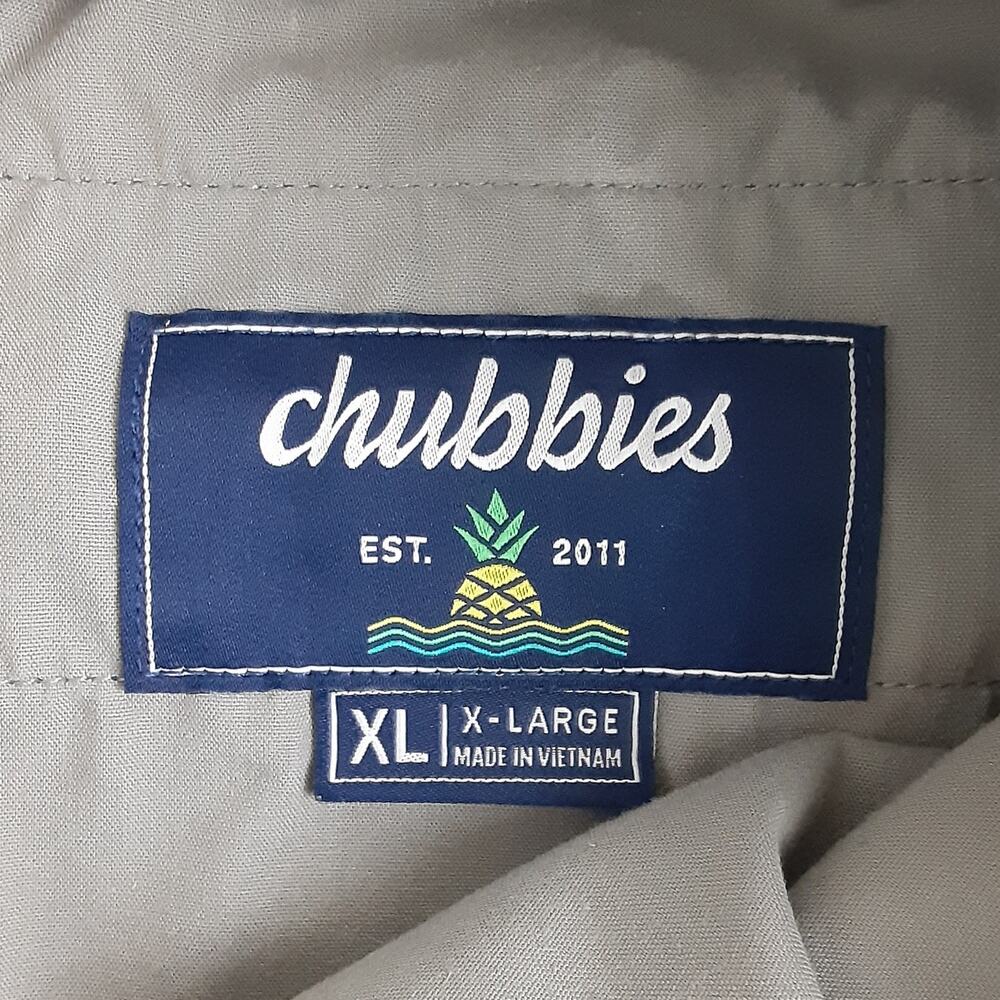 chubbies
EST. 2011
XL X-LARGE
MADE IN VIETNAM